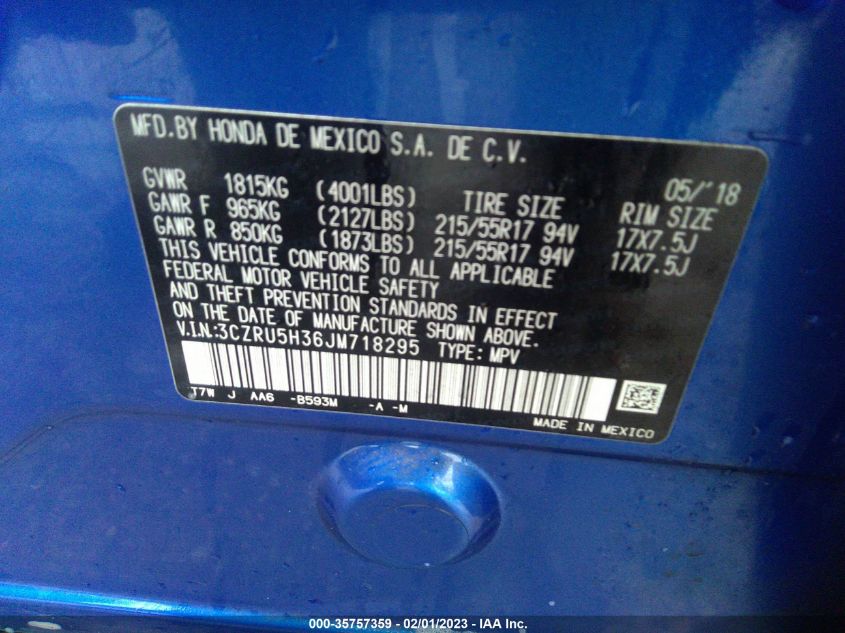 MFD.BY HONDA DE MEXICO S.A. DE C.V.
05/'18
GVWR 1815KG (4001LBS) TIRE SIZE RIM SIZE
GAWR F 965KG (2127LBS) 215/55R17 94V 17X7.5J
GAWR R 850KG (1873LBS) 215/55R17 94V 17X7.5J
THIS VEHICLE CONFORMS TO ALL APPLICABLE
FEDERAL MOTOR VEHICLE SAFETY
AND THEFT PREVENTION STANDARDS IN EFFECT
ON THE DATE OF MANUFACTURE SHOWN ABOVE.
V.I.N:3CZRU5H36JM718295 TYPE: MPV
T7W J AA6 -B593M -A -M
MADE IN MEXICO
000-35757359 - 02/01/2023 - IAA Inc.